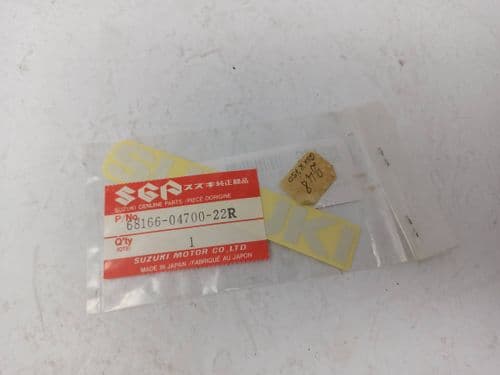 SGP スズキ純正部品
SUZUKI GENUINE PARTS /PIECE D'ORIGINE
P/No. 68166-04700-22R
Q'ty 1
(QTE)
SUZUKI MOTOR CO.,LTD.
MADE IN JAPAN /FABRIQUÉ AU JAPON
SUZUKI